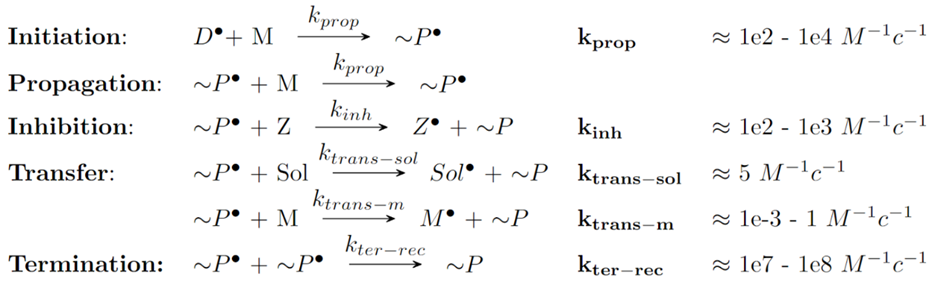 Initiation: D• + M k_prop → ∼P• k_prop ≈ 1e2 - 1e4 M⁻¹c⁻¹
Propagation: ∼P• + M k_prop → ∼P•
Inhibition: ∼P• + Z k_inh → Z• + ∼P k_inh ≈ 1e2 - 1e3 M⁻¹c⁻¹
Transfer: ∼P• + Sol k_trans−sol → Sol• + ∼P k_trans−sol ≈ 5 M⁻¹c⁻¹
∼P• + M k_trans−m → M• + ∼P k_trans−m ≈ 1e-3 - 1 M⁻¹c⁻¹
Termination: ∼P• + ∼P• k_ter−rec → ∼P k_ter−rec ≈ 1e7 - 1e8 M⁻¹c⁻¹